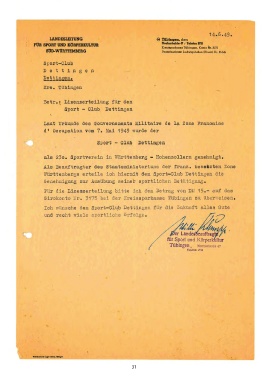 LANDESLEITUNG
FÜR SPORT UND KÖRPERKULTUR
SÜD-WÜRTTEMBERG
Tübingen, den
14.6.49.
Sport-Club
Dettingen
Dettingen.
Krs. Tübingen
Betr.: Lizenzerteilung für den
Sport - Club Dettingen
Laut Urkunde des Gouvernements Militaire de la Zone Francaise
d' Occupation vom 7. Mai 1949 wurde der
Sport - Club Dettingen
als Sportverein in Württemberg - Hohenzollern genehmigt.
Als Beauftragter des Staatsministeriums der franz. besetzten Zone
Württembergs erteile ich hiermit dem Sport-Club Dettingen die
Genehmigung zur Ausübung seiner sportlichen Betätigung.
Für die Lizenzerteilung bitte ich den Betrag von DM 15.- auf das
Girokonto Nr. bei der Kreissparkasse Tübingen zu überweisen.
Ich wünsche dem Sport-Club Dettingen für die Zukunft alles Gute
und recht viele sportliche Erfolge.
Der Landesbeauftragte
für Sport und Körperkultur
Tübingen,
31